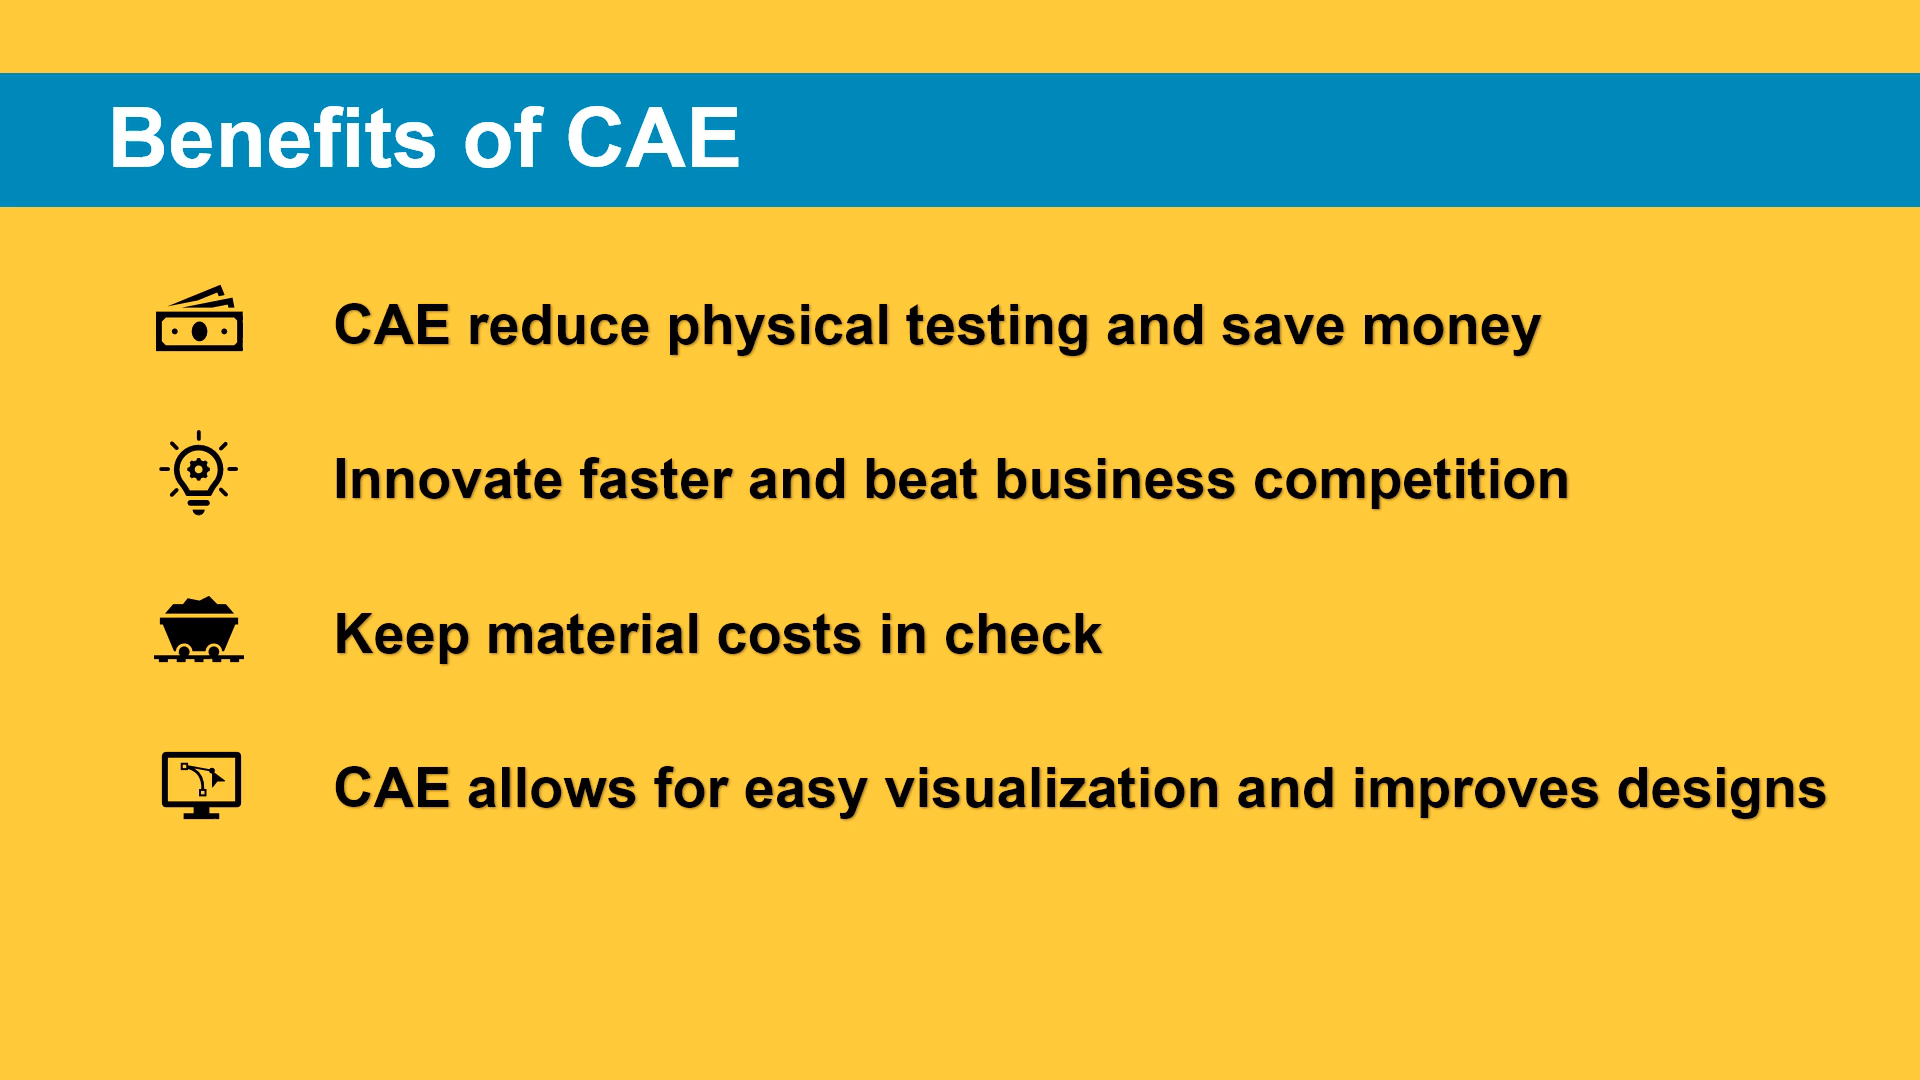 Benefits of CAE
CAE reduce physical testing and save money
Innovate faster and beat business competition
Keep material costs in check
CAE allows for easy visualization and improves designs